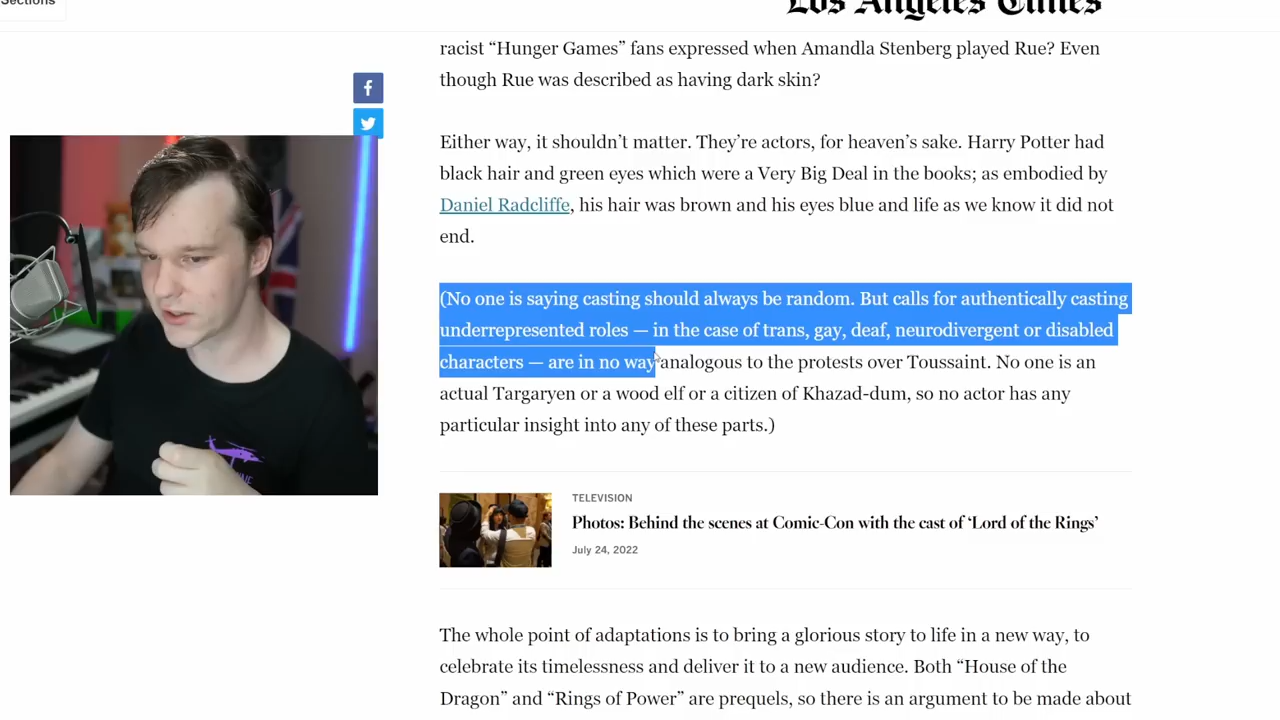 Sections
Los Angeles Times
racist “Hunger Games” fans expressed when Amandla Stenberg played Rue? Even
though Rue was described as having dark skin?
Either way, it shouldn’t matter. They’re actors, for heaven’s sake. Harry Potter had
black hair and green eyes which were a Very Big Deal in the books; as embodied by
Daniel Radcliffe, his hair was brown and his eyes blue and life as we know it did not
end.
(No one is saying casting should always be random. But calls for authentically casting
underrepresented roles — in the case of trans, gay, deaf, neurodivergent or disabled
characters — are in no way analogous to the protests over Toussaint. No one is an
actual Targaryen or a wood elf or a citizen of Khazad-dum, so no actor has any
particular insight into any of these parts.)
TELEVISION
Photos: Behind the scenes at Comic-Con with the cast of ‘Lord of the Rings’
July 24, 2022
The whole point of adaptations is to bring a glorious story to life in a new way, to
celebrate its timelessness and deliver it to a new audience. Both “House of the
Dragon” and “Rings of Power” are prequels, so there is an argument to be made about